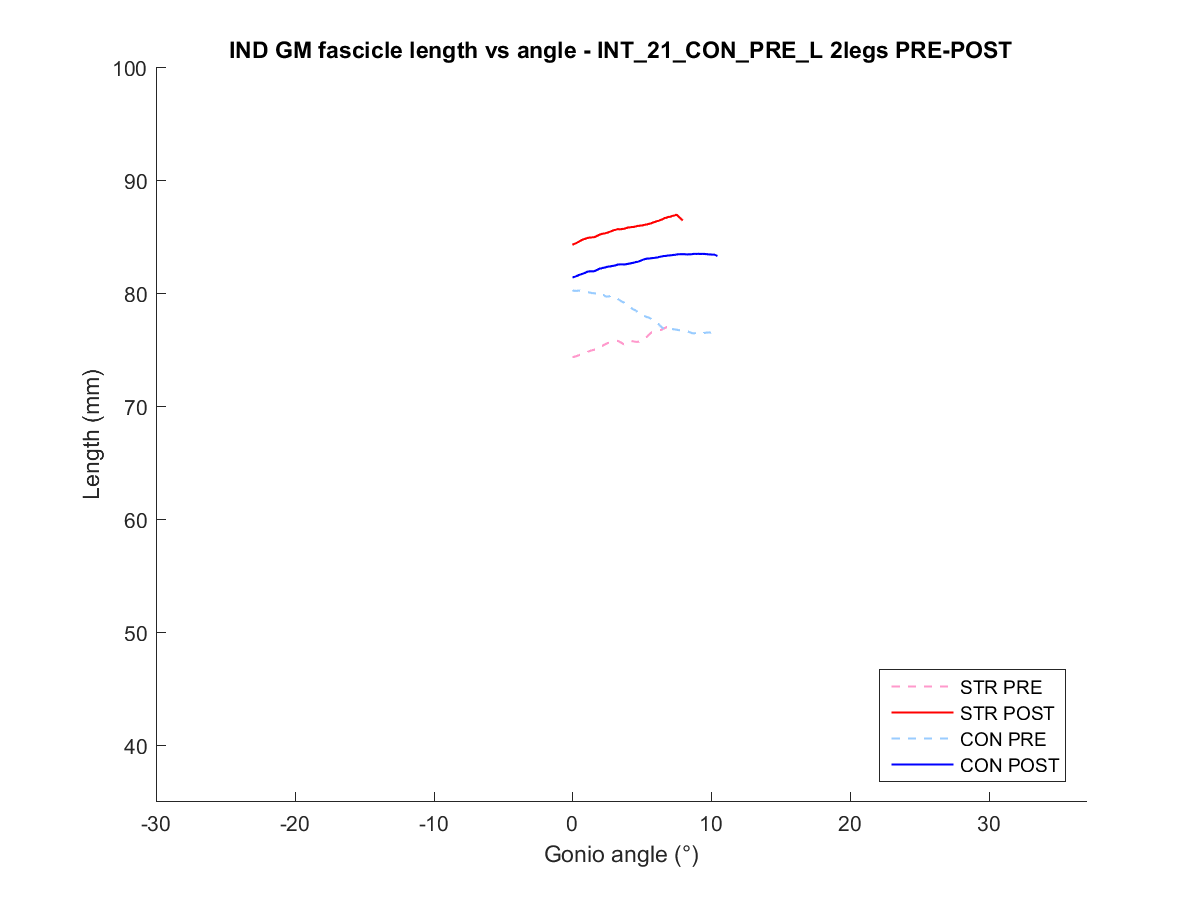 IND GM fascicle length vs angle - INT_21_CON_PRE_L 2legs PRE-POST
100
90
80
70
60
50
40
Length (mm)
-30
-20
-10
0
10
20
30
Gonio angle (°)
STR PRE
STR POST
CON PRE
CON POST